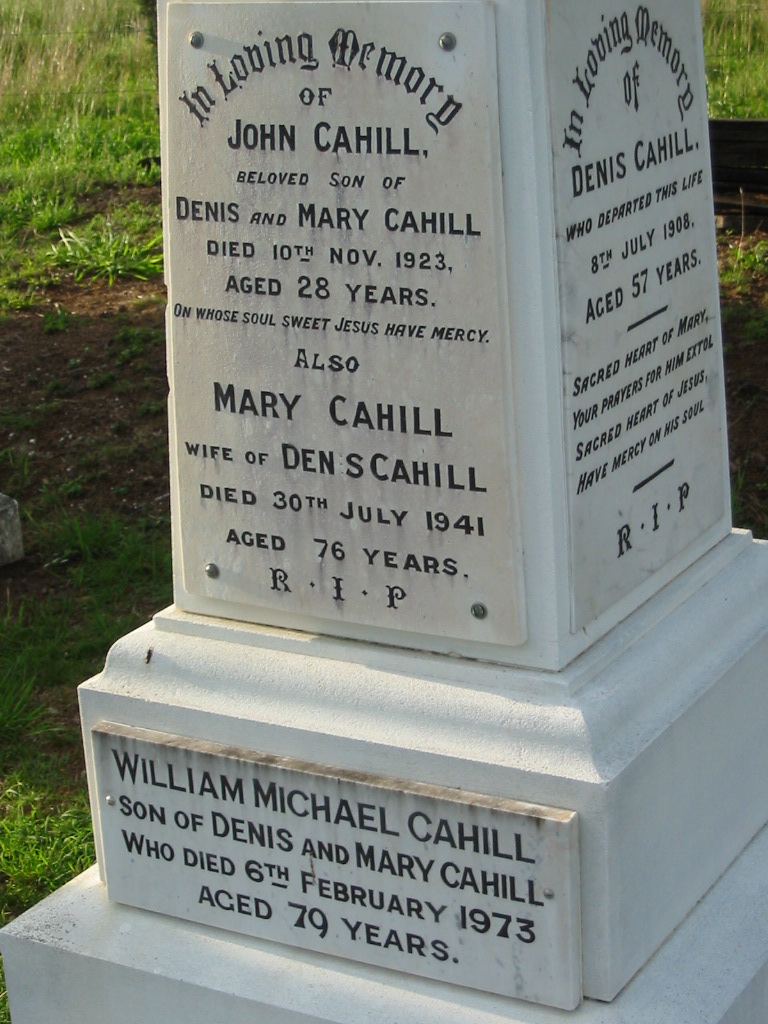 In Loving Memory
OF
JOHN CAHILL,
BELOVED SON OF
DENIS AND MARY CAHILL
DIED 10TH NOV. 1923,
AGED 28 YEARS.
ON WHOSE SOUL SWEET JESUS HAVE MERCY.
ALSO
MARY CAHILL
WIFE OF DENIS CAHILL
DIED 30TH JULY 1941
AGED 76 YEARS.
R · I · P
In Loving Memory
of
DENIS CAHILL,
WHO DEPARTED THIS LIFE
8TH JULY 1908,
AGED 57 YEARS.
SACRED HEART OF MARY,
YOUR PRAYERS FOR HIM EXTOL
SACRED HEART OF JESUS,
HAVE MERCY ON HIS SOUL
R · I · P
WILLIAM MICHAEL CAHILL
SON OF DENIS AND MARY CAHILL
WHO DIED 6TH FEBRUARY 1973
AGED 79 YEARS.